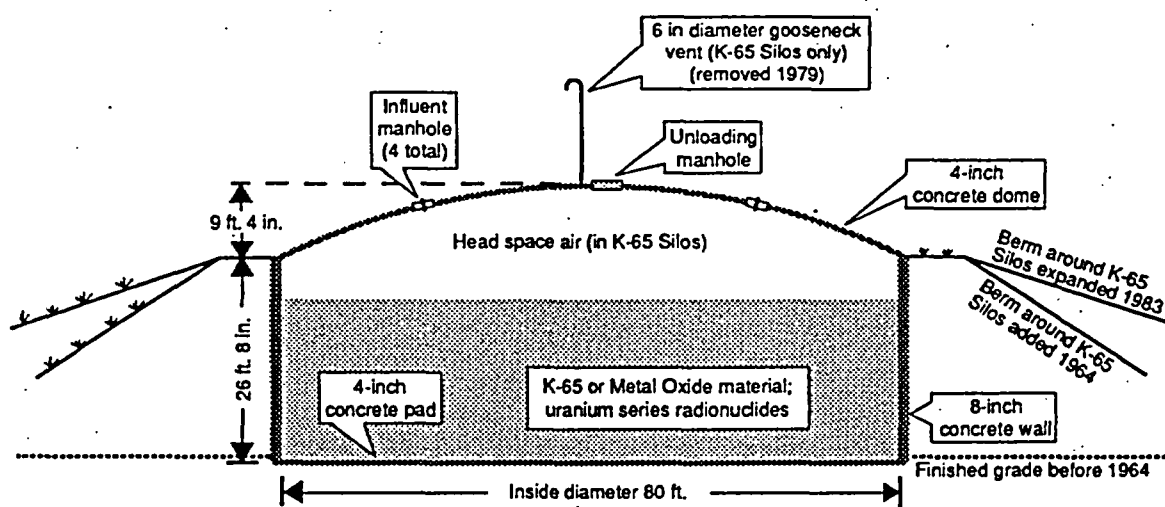 6 in diameter gooseneck
vent (K-65 Silos only)
(removed 1979)
Influent
manhole
(4 total)
Unloading
manhole
4-inch
concrete dome
9 ft. 4 in.
Head space air (in K-65 Silos)
Berm around K-65
Silos expanded 1983
Berm around K-65
Silos added 1964
26 ft. 8 in.
4-inch
concrete pad
K-65 or Metal Oxide material;
uranium series radionuclides
8-inch
concrete wall
Finished grade before 1964
Inside diameter 80 ft.